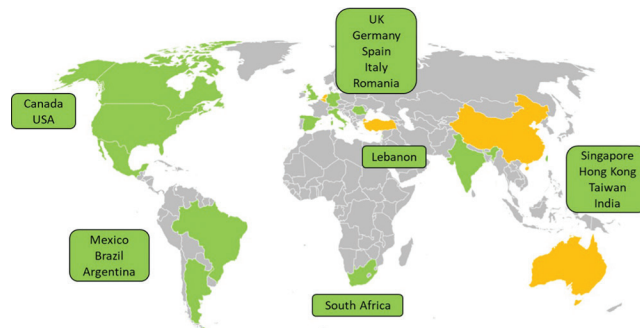 UK
Germany
Spain
Italy
Romania
Canada
USA
Lebanon
Singapore
Hong Kong
Taiwan
India
Mexico
Brazil
Argentina
South Africa